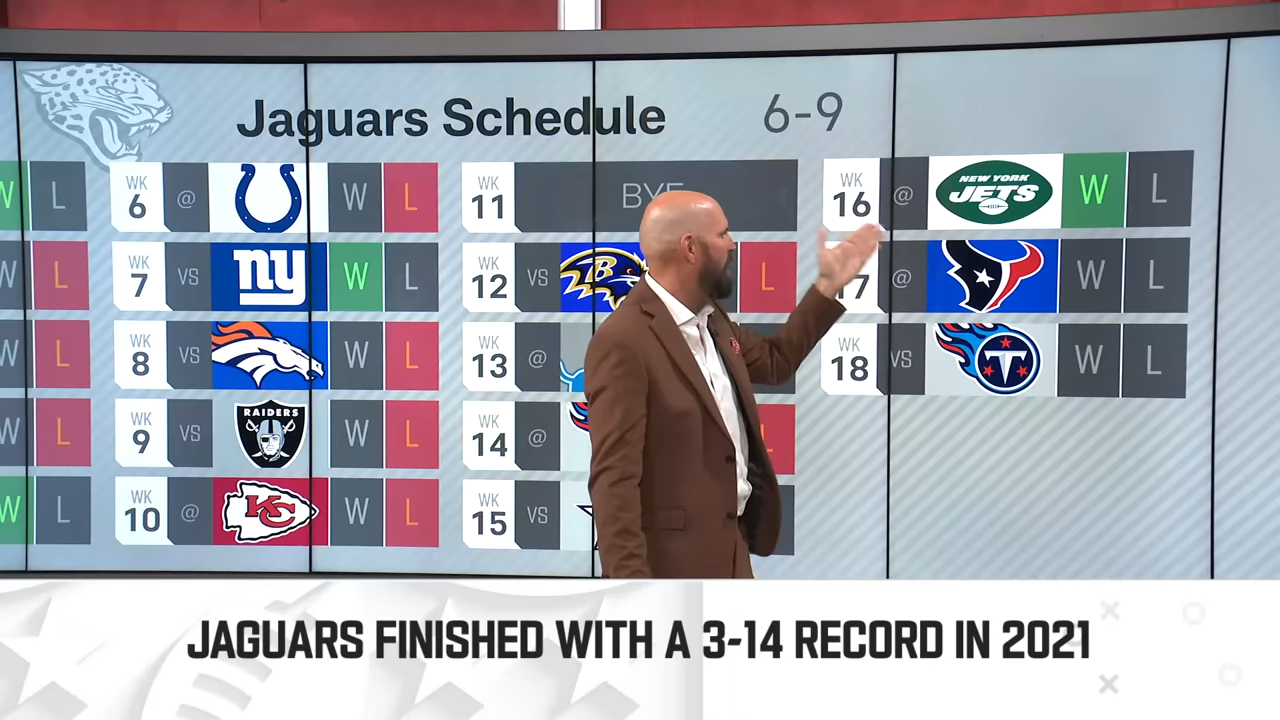 Jaguars Schedule 6-9
W L WK 6 @ W L WK 11 BYE WK 16 @ NEW YORK JETS W L
W L WK 7 VS ny W L WK 12 VS B L 17 @ W L
W L WK 8 VS W L WK 13 @ WK 18 VS T W L
W L WK 9 VS RAIDERS W L WK 14 @ L
W L WK 10 @ KC W L WK 15 VS
JAGUARS FINISHED WITH A 3-14 RECORD IN 2021